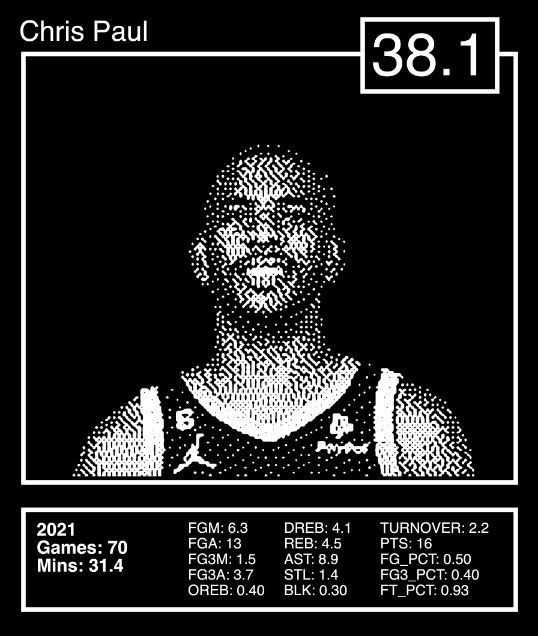 Chris Paul
38.1
2021
Games: 70
Mins: 31.4
FGM: 6.3
FGA: 13
FG3M: 1.5
FG3A: 3.7
OREB: 0.40
DREB: 4.1
REB: 4.5
AST: 8.9
STL: 1.4
BLK: 0.30
TURNOVER: 2.2
PTS: 16
FG_PCT: 0.50
FG3_PCT: 0.40
FT_PCT: 0.93